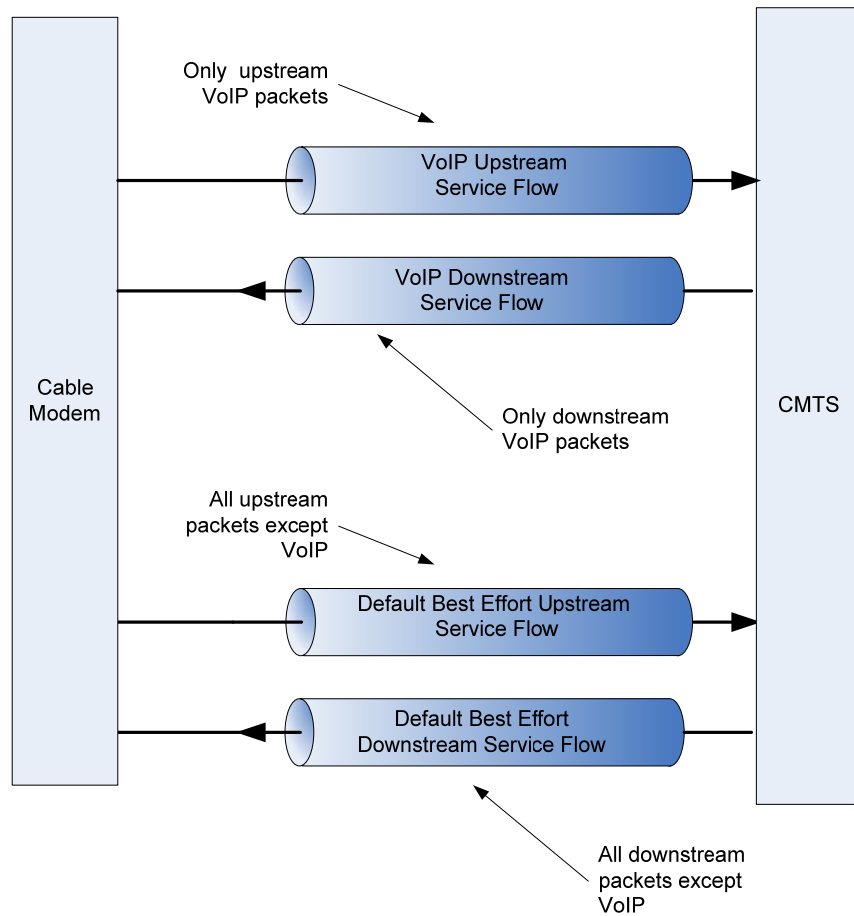 Only upstream
VoIP packets
VoIP Upstream
Service Flow
VoIP Downstream
Service Flow
Cable
Modem
CMTS
Only downstream
VoIP packets
All upstream
packets except
VoIP
Default Best Effort Upstream
Service Flow
Default Best Effort
Downstream Service Flow
All downstream
packets except
VoIP